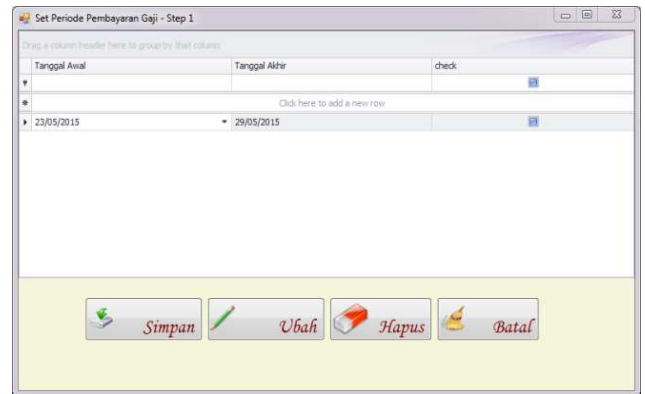 Set Periode Pembayaran Gaji - Step 1
Drag a column header here to group by that column
Tanggal Awal Tanggal Akhir check
Click here to add a new row
23/05/2015 29/05/2015
Simpan Ubah Hapus Batal